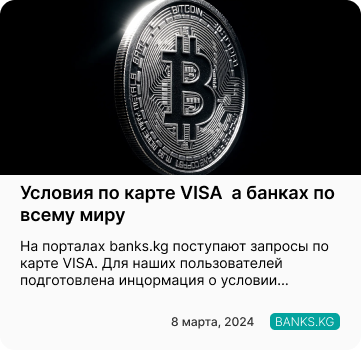 BITCOIN
Условия по карте VISA  а банках по
всему миру
На порталах banks.kg поступают запросы по
карте VISA. Для наших пользователей
подготовлена инцормация о условии...
8 марта, 2024 BANKS.KG